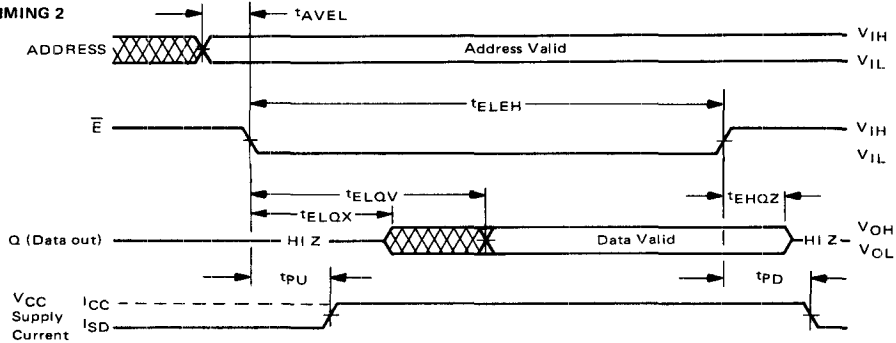 MING 2
tAVEL
ADDRESS
Address Valid
VIH
VIL
tELEH
E̅
VIH
VIL
tELQV
tEHQZ
tELQX
Q (Data out)
HI Z
Data Valid
HI Z
VOH
VOL
tPU
tPD
VCC
Supply
Current
ICC
ISD